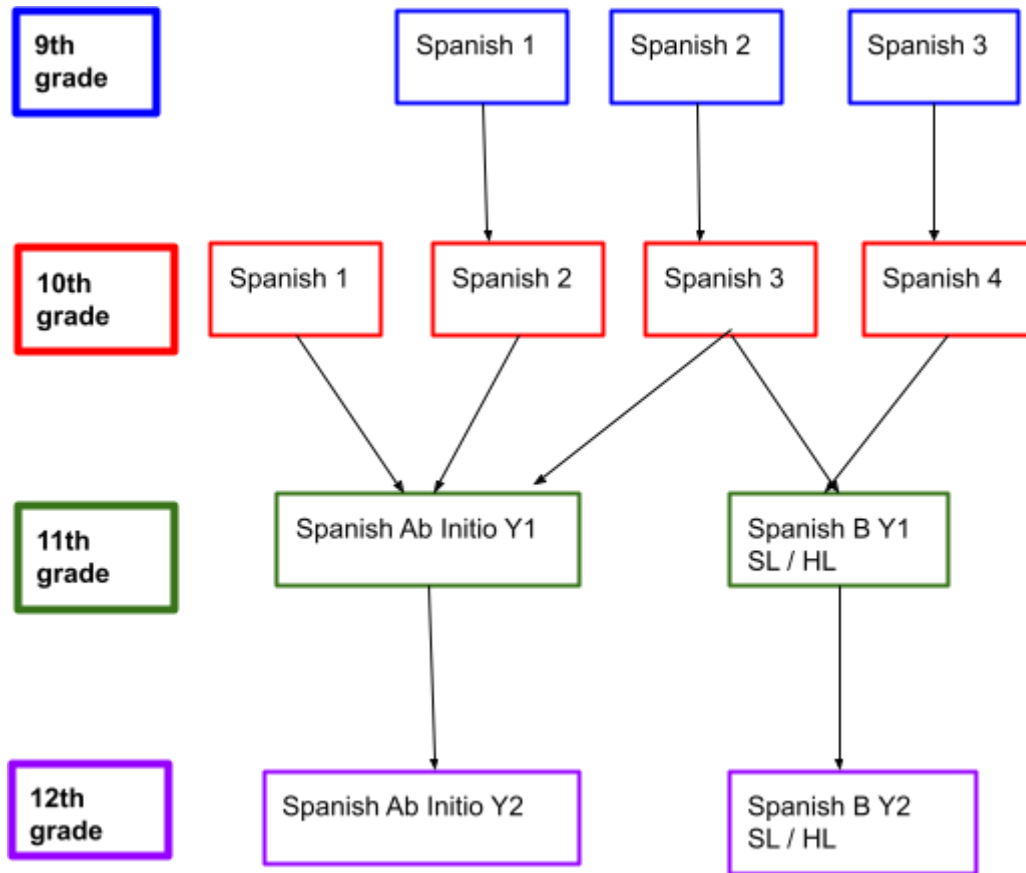 9th
grade
Spanish 1
Spanish 2
Spanish 3
10th
grade
Spanish 1
Spanish 2
Spanish 3
Spanish 4
11th
grade
Spanish Ab Initio Y1
Spanish B Y1
SL / HL
12th
grade
Spanish Ab Initio Y2
Spanish B Y2
SL / HL